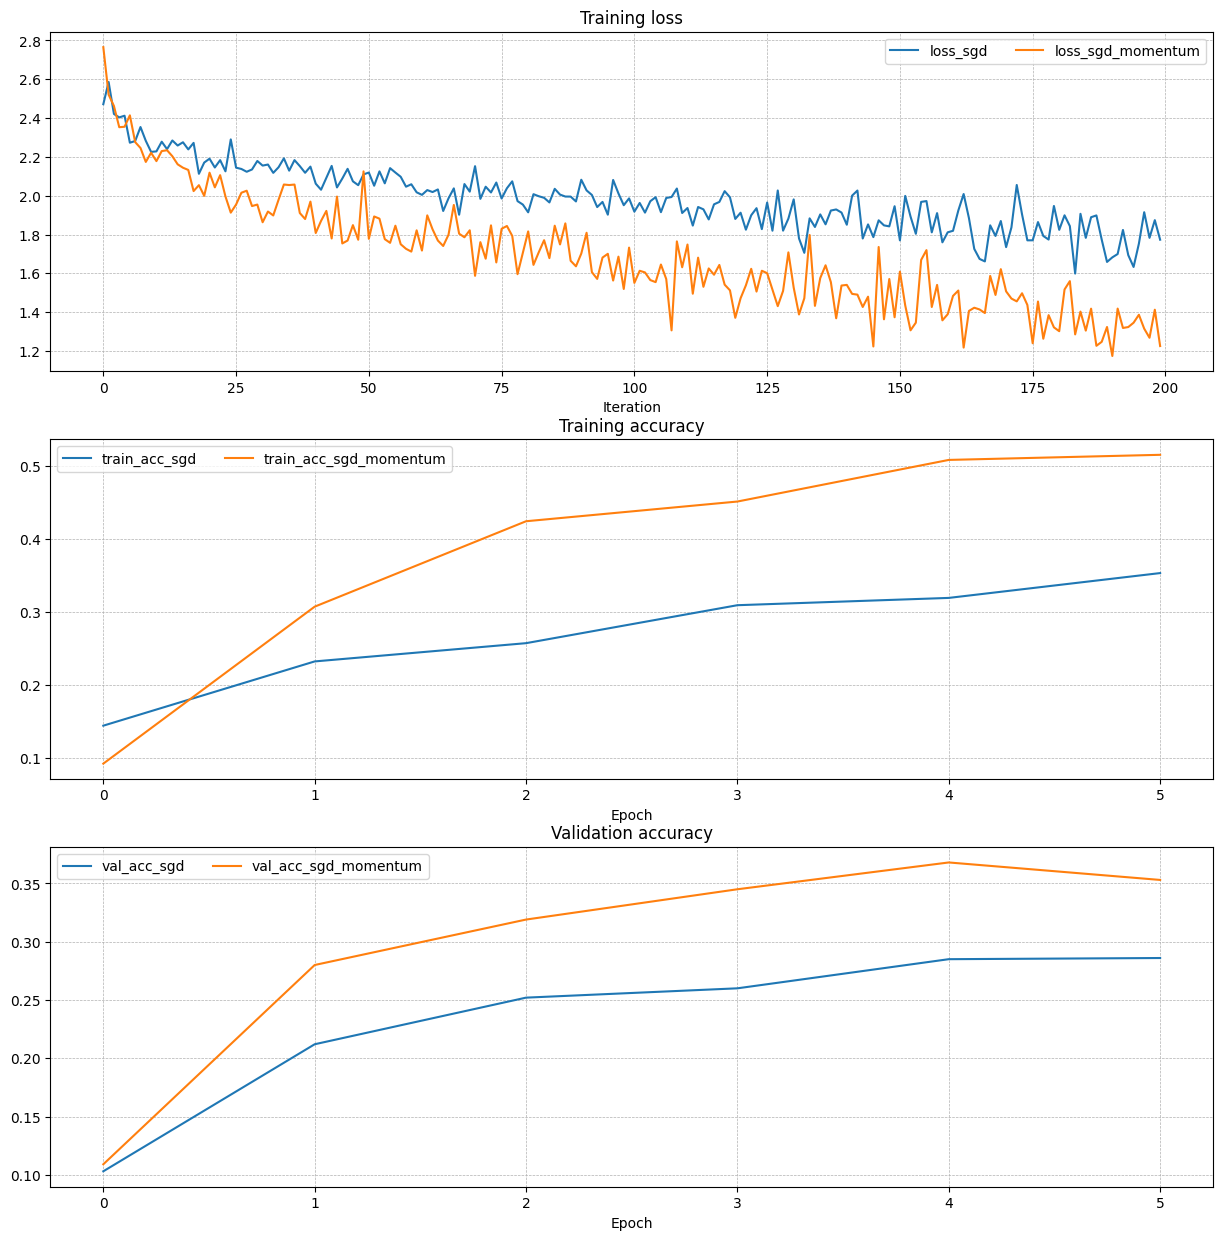 Training loss
loss_sgd loss_sgd_momentum
2.8
2.6
2.4
2.2
2.0
1.8
1.6
1.4
1.2
0 25 50 75 100 125 150 175 200
Iteration
Training accuracy
train_acc_sgd train_acc_sgd_momentum
0.5
0.4
0.3
0.2
0.1
0 1 2 3 4 5
Epoch
Validation accuracy
val_acc_sgd val_acc_sgd_momentum
0.35
0.30
0.25
0.20
0.15
0.10
0 1 2 3 4 5
Epoch